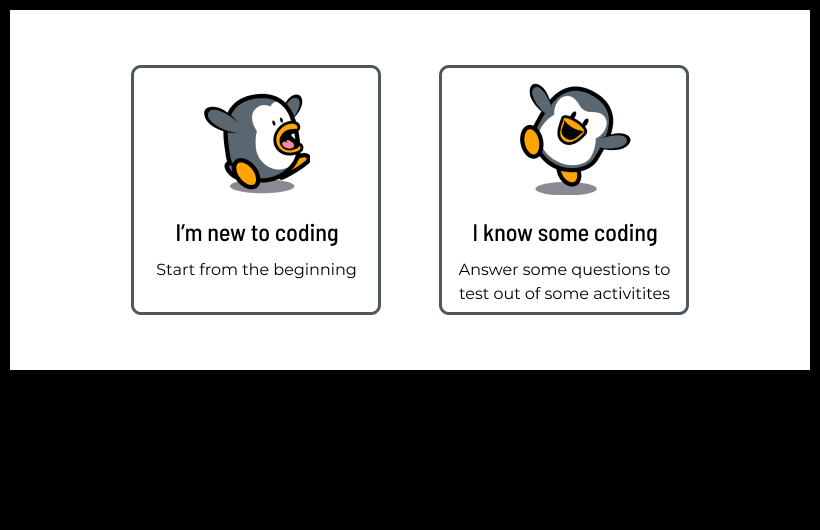 I’m new to coding
Start from the beginning
I know some coding
Answer some questions to
test out of some activitites